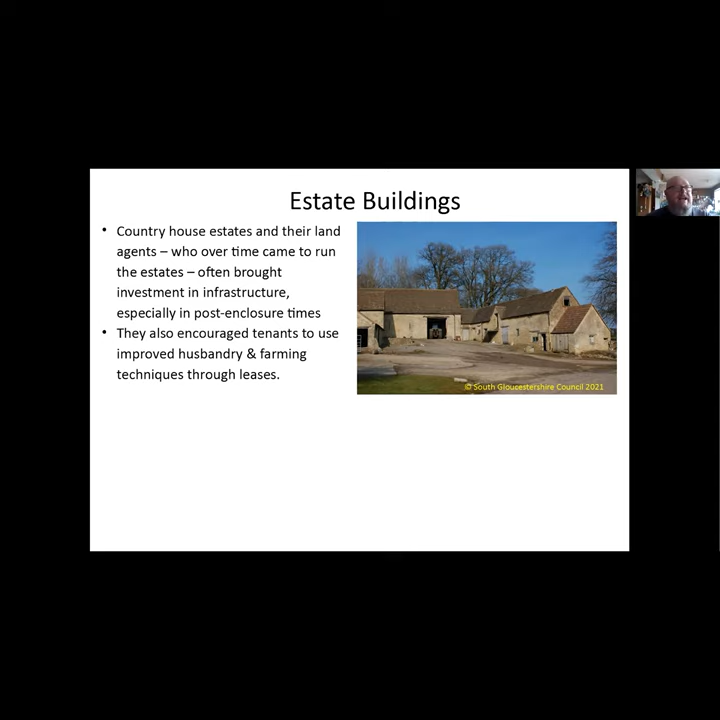 Estate Buildings
• Country house estates and their land
agents – who over time came to run
the estates – often brought
investment in infrastructure,
especially in post-enclosure times
• They also encouraged tenants to use
improved husbandry & farming
techniques through leases.
© South Gloucestershire Council 2021